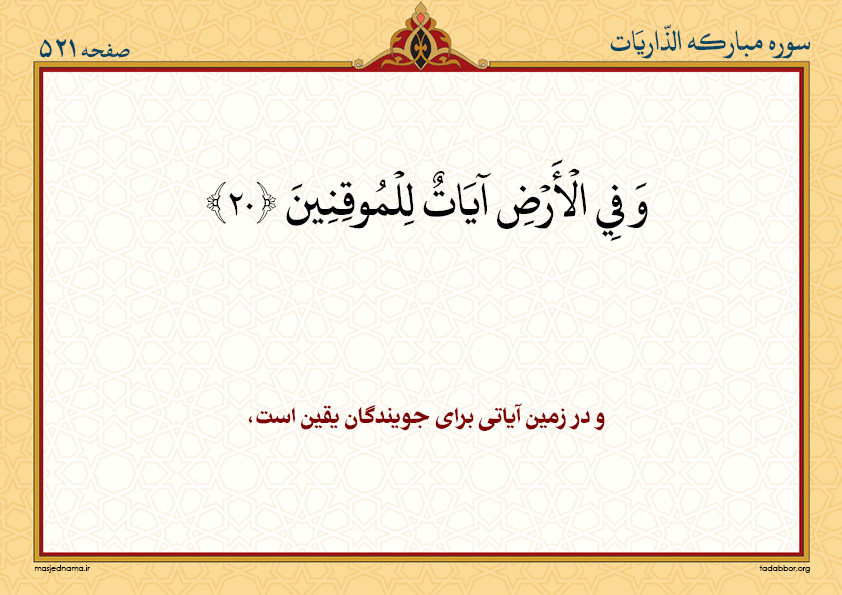 سوره مبارکه الذّاریَات
صفحه ۵۲۱
وَ فِي الْأَرْضِ آيَاتٌ لِلْمُوقِنِينَ ﴿۲۰﴾
و در زمین آیاتی برای جویندگان یقین است،
masjednama.ir
tadabbor.org